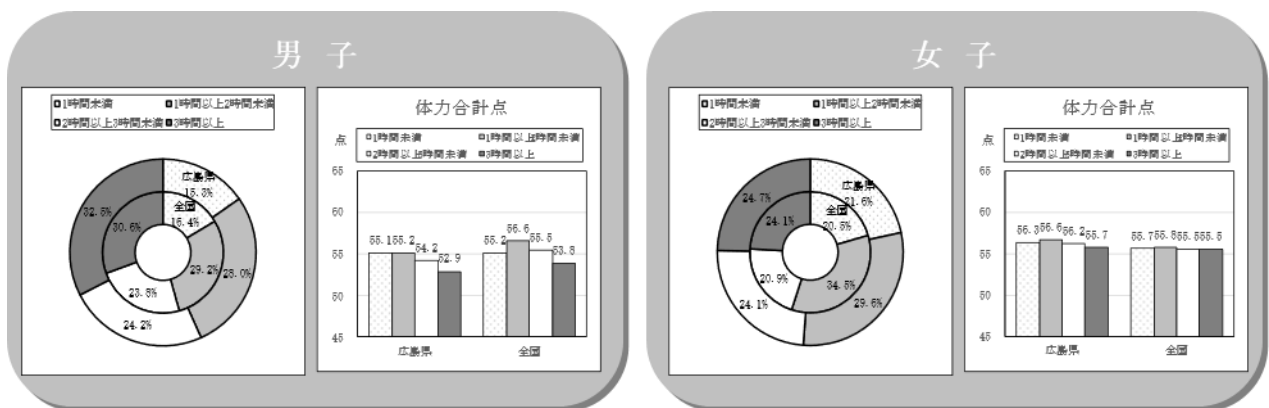 男 子
□1時間未満 ■1時間以上2時間未満
□2時間以上3時間未満 ■3時間以上
広島県
15.3%
全国
16.4%
32.5%
30.6%
29.2%
28.0%
23.8%
24.2%
体力合計点
点
□1時間未満 □1時間以上2時間未満
□2時間以上3時間未満 ■3時間以上
65
60
55
50
45
55.1 55.2 54.2 52.9
55.2 56.6 55.5 53.8
広島県 全国
女 子
□1時間未満 ■1時間以上2時間未満
□2時間以上3時間未満 ■3時間以上
広島県
21.6%
全国
20.5%
24.7%
24.1%
20.9%
34.5%
29.6%
24.1%
体力合計点
点
□1時間未満 □1時間以上2時間未満
□2時間以上3時間未満 ■3時間以上
65
60
55
50
45
56.3 56.6 56.2 55.7
55.7 55.8 55.5 55.5
広島県 全国